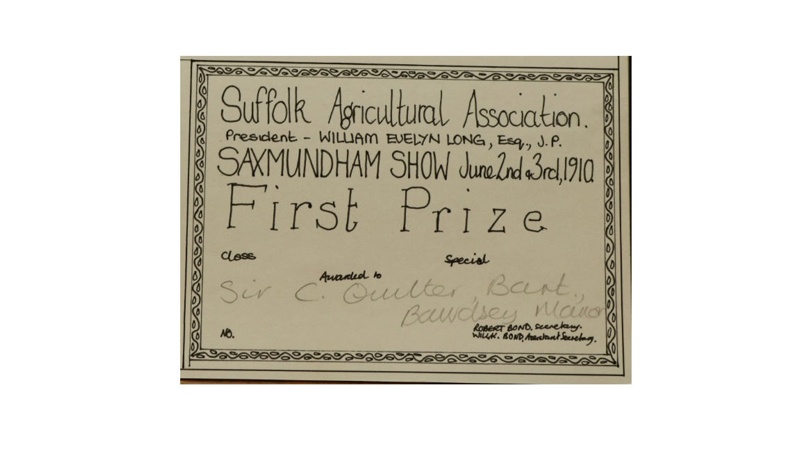 Suffolk Agricultural Association.
President - WILLIAM EVELYN LONG, Esq., J.P.
SAXMUNDHAM SHOW June 2nd & 3rd, 1910
First Prize
Class Special
Awarded to
Sir C. Quilter, Bart.,
Bawdsey Manor
ROBERT BOND, Secretary.
NO. WILLM. BOND, Assistant Secretary.